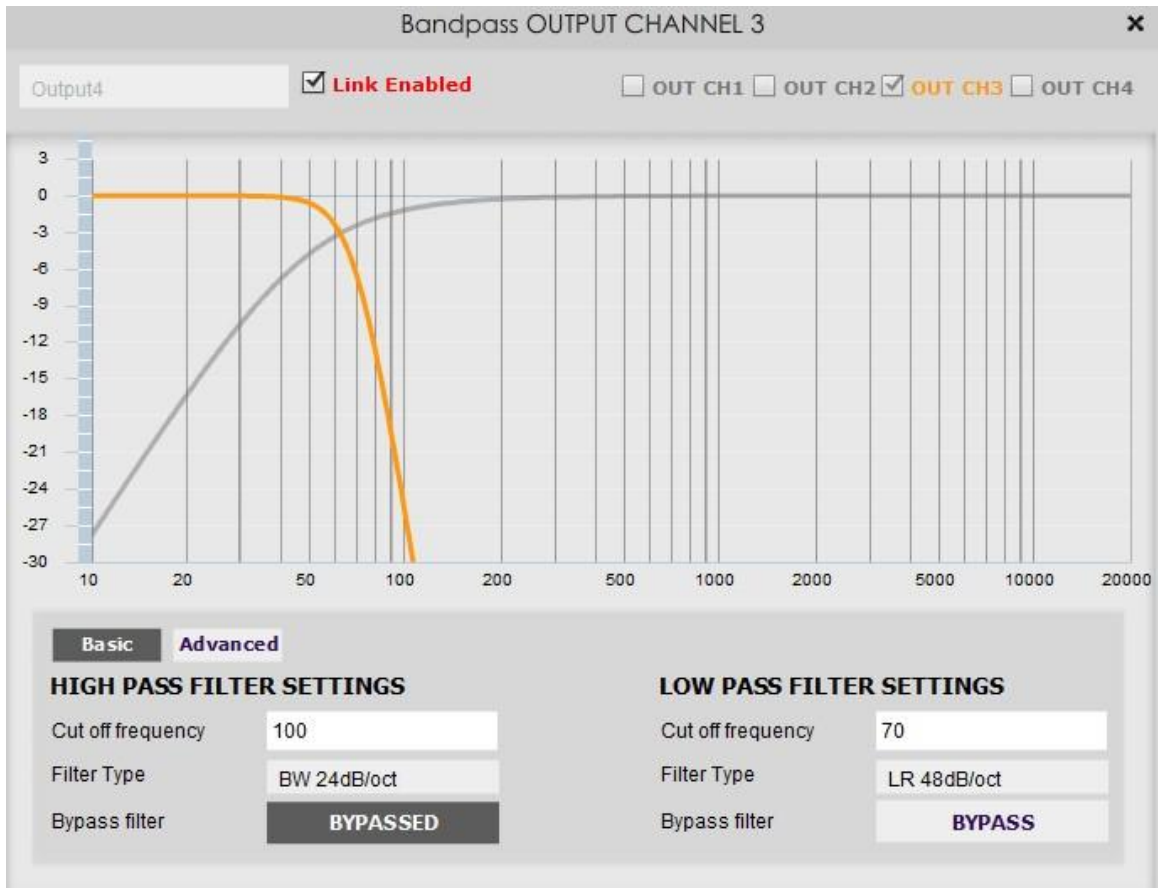 Bandpass OUTPUT CHANNEL 3
Output4 Link Enabled OUT CH1 OUT CH2 OUT CH3 OUT CH4
3
0
-3
-6
-9
-12
-15
-18
-21
-24
-27
-30
10 20 50 100 200 500 1000 2000 5000 10000 20000
Basic Advanced
HIGH PASS FILTER SETTINGS
Cut off frequency 100
Filter Type BW 24dB/oct
Bypass filter BYPASSED
LOW PASS FILTER SETTINGS
Cut off frequency 70
Filter Type LR 48dB/oct
Bypass filter BYPASS